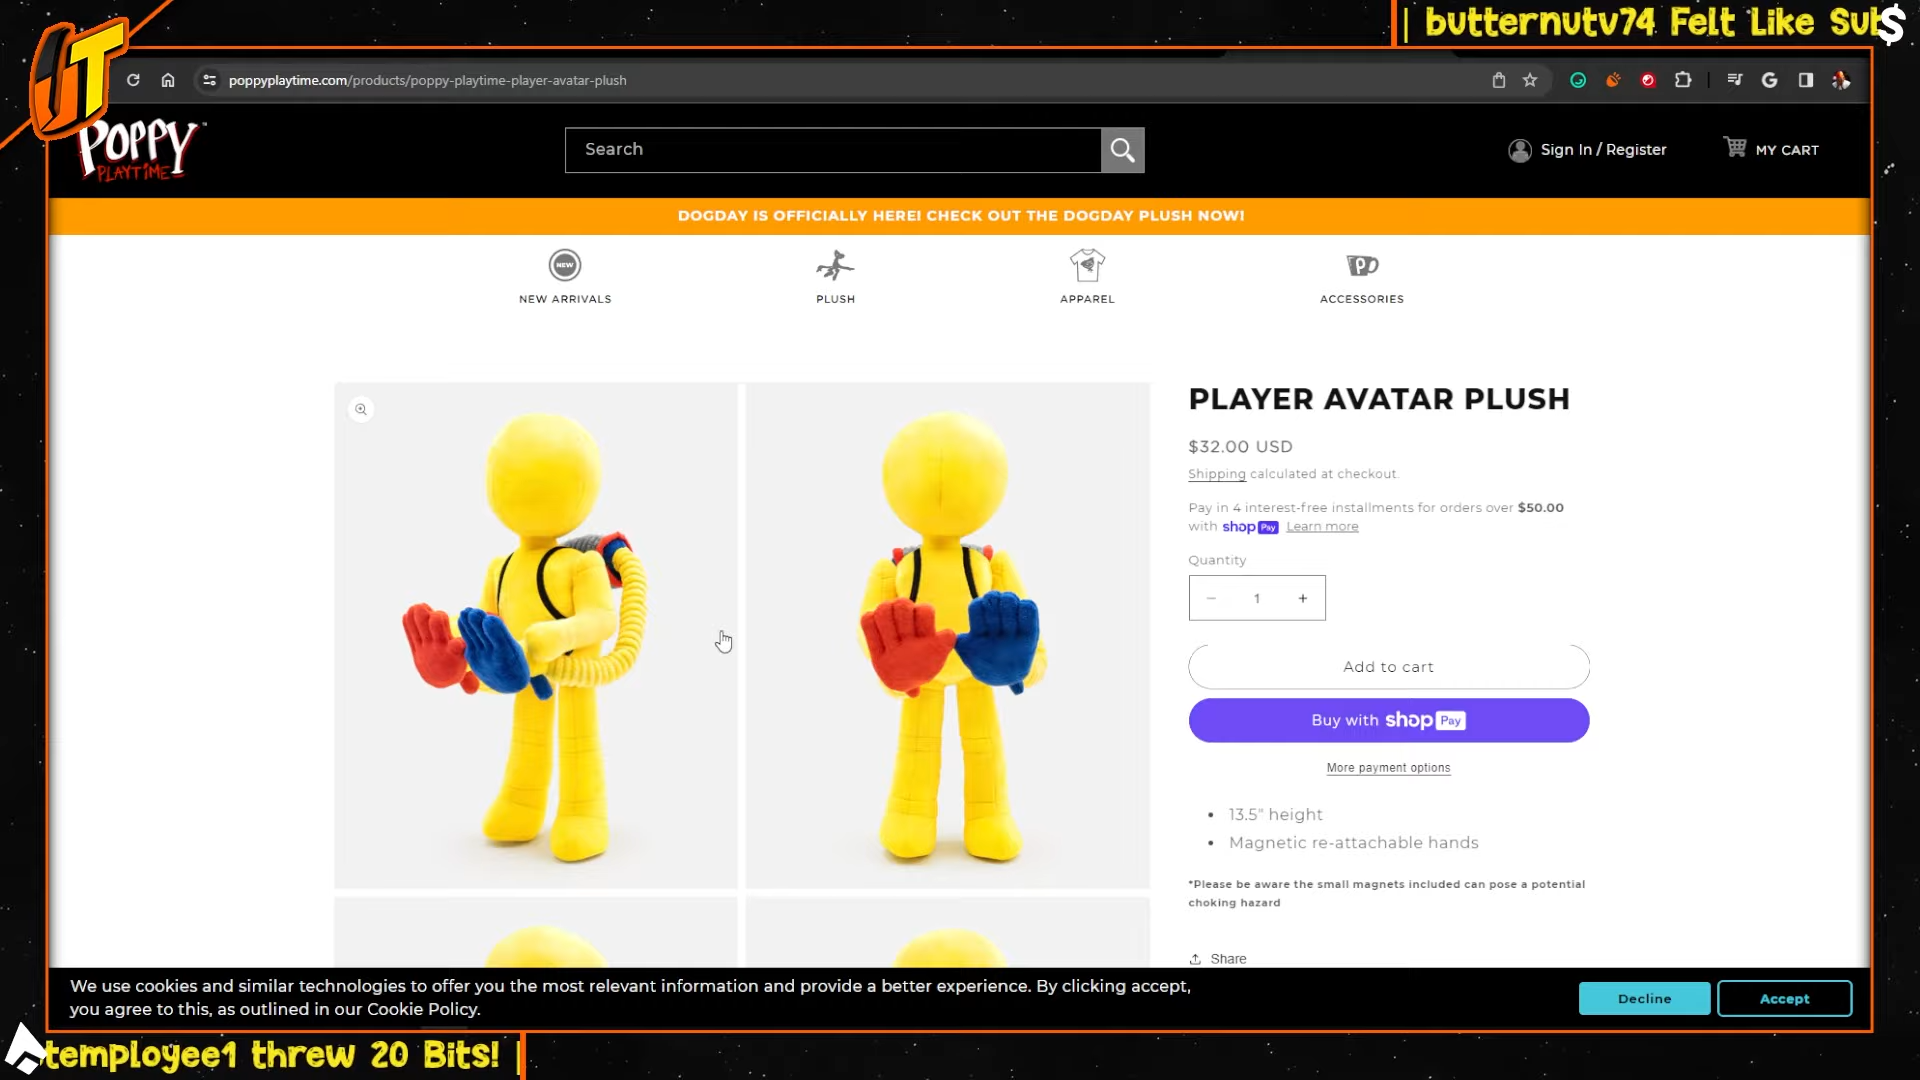 | butternutv74 Felt Like Sub
$
JT
poppyplaytime.com/products/poppy-playtime-player-avatar-plush
POPPY
PLAYTIME
Search
Sign In / Register
MY CART
DOGDAY IS OFFICIALLY HERE! CHECK OUT THE DOGDAY PLUSH NOW!
NEW
NEW ARRIVALS
PLUSH
APPAREL
P
ACCESSORIES
PLAYER AVATAR PLUSH
$32.00 USD
Shipping calculated at checkout.
Pay in 4 interest-free installments for orders over $50.00
with shop Pay Learn more
Quantity
− 1 +
Add to cart
Buy with shop Pay
More payment options
• 13.5" height
• Magnetic re-attachable hands
*Please be aware the small magnets included can pose a potential
choking hazard
Share
We use cookies and similar technologies to offer you the most relevant information and provide a better experience. By clicking accept,
you agree to this, as outlined in our Cookie Policy.
Decline
Accept
temployee1 threw 20 Bits! |